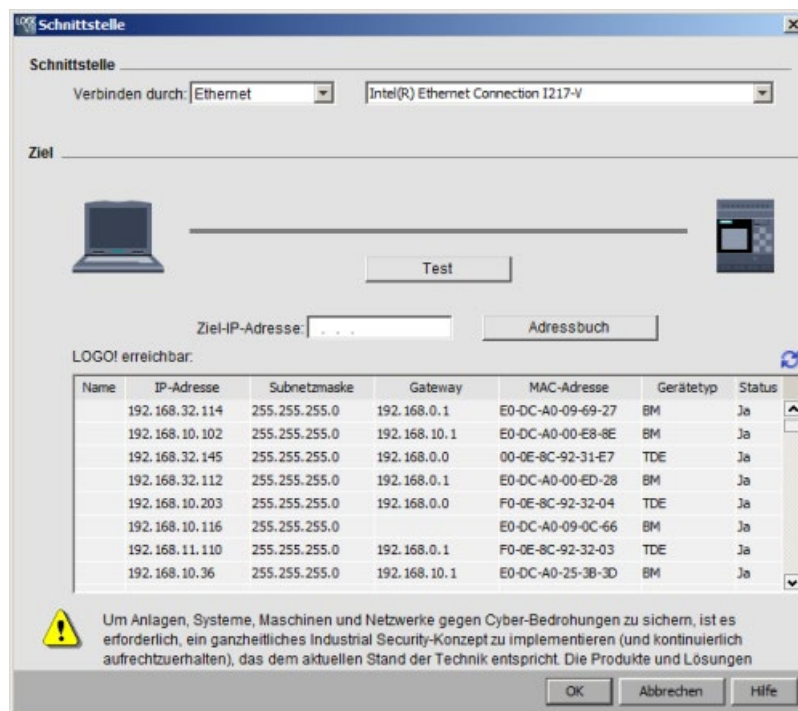 Schnittstelle
Schnittstelle
Verbinden durch: Ethernet Intel(R) Ethernet Connection I217-V
Ziel
Test
Ziel-IP-Adresse: . . . Adressbuch
LOGO! erreichbar:
Name IP-Adresse Subnetzmaske Gateway MAC-Adresse Gerätetyp Status
192.168.32.114 255.255.255.0 192.168.0.1 E0-DC-A0-09-69-27 BM Ja
192.168.10.102 255.255.255.0 192.168.10.1 E0-DC-A0-00-E8-8E BM Ja
192.168.32.145 255.255.255.0 192.168.0.0 00-0E-8C-92-31-E7 TDE Ja
192.168.32.112 255.255.255.0 192.168.0.1 E0-DC-A0-00-ED-28 BM Ja
192.168.10.203 255.255.255.0 192.168.0.0 F0-0E-8C-92-32-04 TDE Ja
192.168.10.116 255.255.255.0 E0-DC-A0-09-0C-66 BM Ja
192.168.11.110 255.255.255.0 192.168.0.1 F0-0E-8C-92-32-03 TDE Ja
192.168.10.36 255.255.255.0 192.168.10.1 E0-DC-A0-25-3B-3D BM Ja
Um Anlagen, Systeme, Maschinen und Netzwerke gegen Cyber-Bedrohungen zu sichern, ist es
erforderlich, ein ganzheitliches Industrial Security-Konzept zu implementieren (und kontinuierlich
aufrechtzuerhalten), das dem aktuellen Stand der Technik entspricht. Die Produkte und Lösungen
OK Abbrechen Hilfe